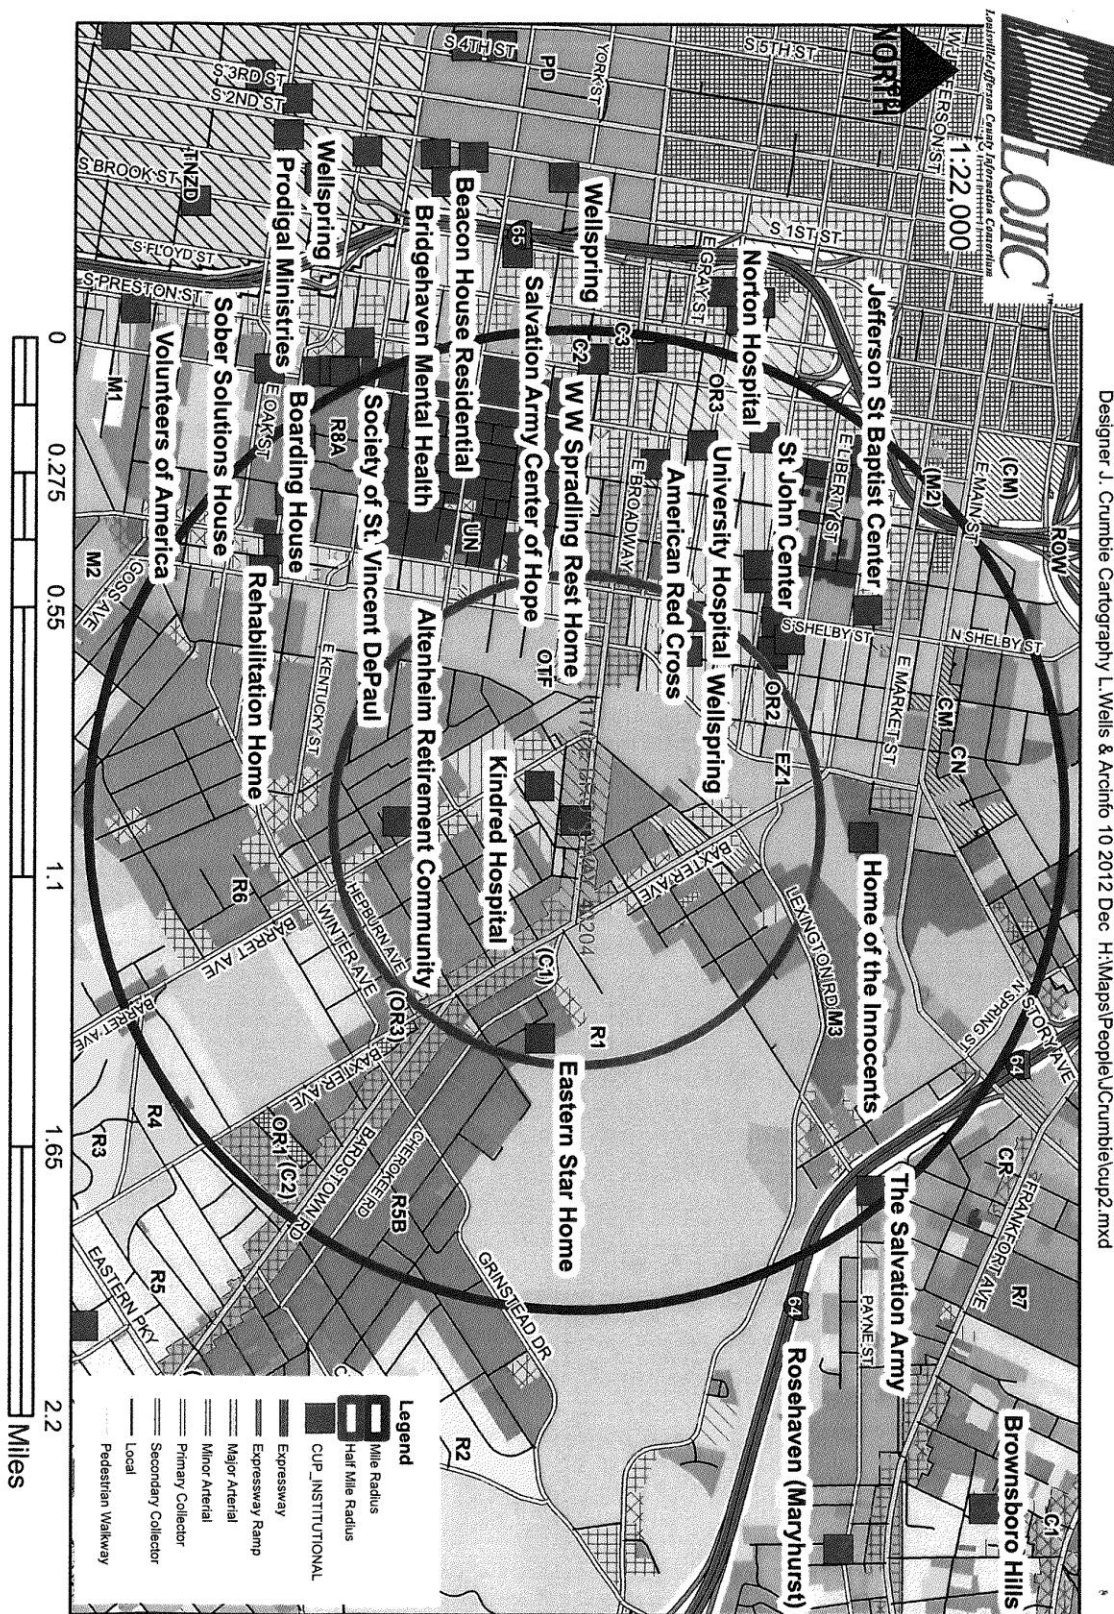 Designer J. Crumbie Cartography L.Wells & Arcinfo 10 2012 Dec H:\Maps\People\JCrumbie\cup2.mxd
LOJIC
Louisville/Jefferson County Information Consortium
1:22,000
NORTH
S 5TH ST
S 4TH ST
YORK ST
PD
S 3RD ST
S 2ND ST
S BROOK ST
TNZD
S FLOYD ST
S PRESTON ST
S 1ST ST
E GRAY ST
65
Jefferson St Baptist Center
Norton Hospital
St John Center
University Hospital
Wellspring
American Red Cross
Wellspring
W W Spradling Rest Home
Salvation Army Center of Hope
Beacon House Residential
Bridgehaven Mental Health
Society of St. Vincent DePaul
Wellspring
Prodigal Ministries
Boarding House
Sober Solutions House
Rehabilitation Home
Volunteers of America
Altenheim Retirement Community
Kindred Hospital
Eastern Star Home
Home of the Innocents
The Salvation Army
Rosehaven (Maryhurst)
Brownsboro Hills
(CM)
E MAIN ST
(M2)
ROW
E LIBERTY ST
OR3
C3
C2
E BROADWAY
UN
R8A
E OAK ST
M1
M2
GOSS AVE
E KENTUCKY ST
S SHELBY ST
N SHELBY ST
E MARKET ST
CM
CN
OR2
EZ1
OTF
BAXTER AVE
LEXINGTON RD
M3
N SPRING ST
STORY AVE
64
CR
FRANKFORT AVE
R7
C1
PAYNE ST
64
R1
(C1)
HEPBURN AVE
(OR3)
WINTER AVE
BARRET AVE
R6
BARRET AVE
BAXTER AVE
BARDSTOWN RD
CHEROKEE RD
R5B
GRINSTEAD DR
OR1
(C2)
R4
R3
R5
EASTERN PKY
R2
Legend
Mile Radius
Half Mile Radius
CUP_INSTITUTIONAL
Expressway
Expressway Ramp
Major Arterial
Minor Arterial
Primary Collector
Secondary Collector
Local
Pedestrian Walkway
0 0.275 0.55 1.1 1.65 2.2
Miles